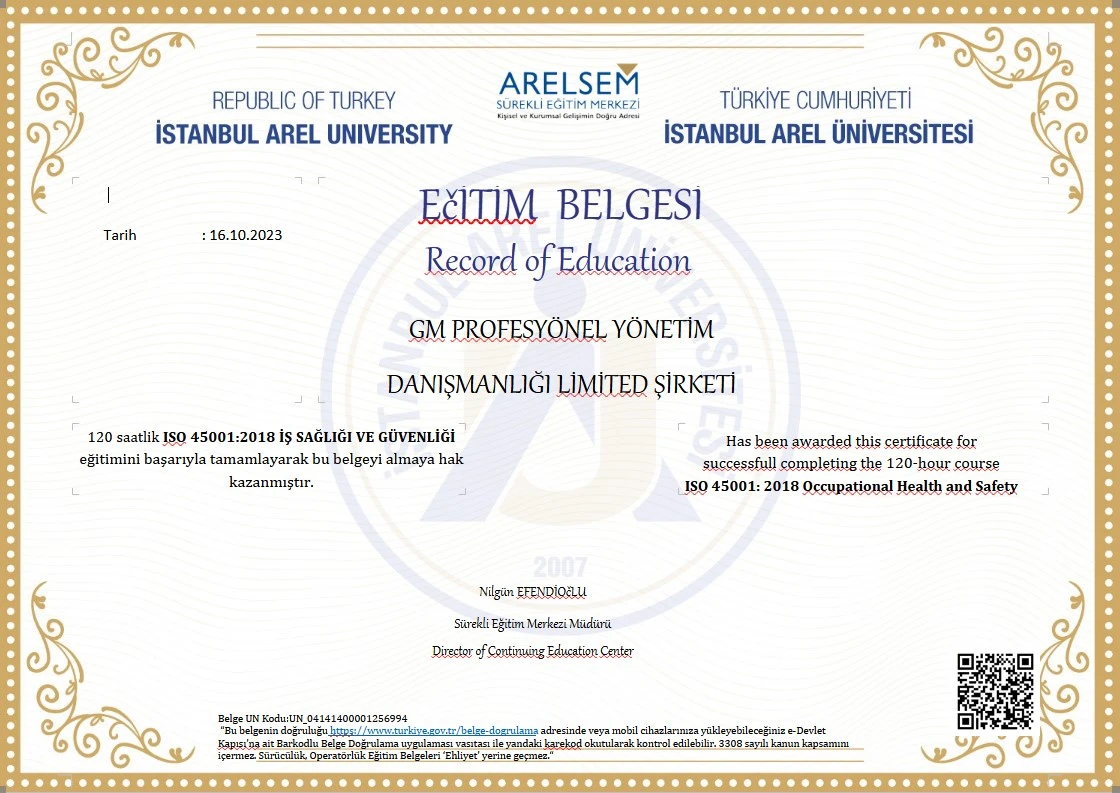 REPUBLIC OF TURKEY
İSTANBUL AREL UNIVERSITY
ARELSEM
SÜREKLİ EĞİTİM MERKEZİ
Kişisel ve Kurumsal Gelişimin Doğru Adresi
TÜRKİYE CUMHURİYETİ
İSTANBUL AREL ÜNİVERSİTESİ
EčİTİM BELGESİ
Record of Education
Tarih : 16.10.2023
GM PROFESYÖNEL YÖNETİM
DANIŞMANLIĞI LİMİTED ŞİRKETİ
120 saatlik ISO 45001:2018 İŞ SAĞLIĞI VE GÜVENLİĞİ
eğitimini başarıyla tamamlayarak bu belgeyi almaya hak
kazanmıştır.
Has been awarded this certificate for
successfull completing the 120-hour course
ISO 45001: 2018 Occupational Health and Safety
İSTANBUL AREL ÜNİVERSİTESİ
2007
Nilgün EFENDİOčLU
Sürekli Eğitim Merkezi Müdürü
Director of Continuing Education Center
Belge UN Kodu:UN_04141400001256994
"Bu belgenin doğruluğu https://www.turkiye.gov.tr/belge-dogrulama adresinde veya mobil cihazlarınıza yükleyebileceğiniz e-Devlet
Kapısı'na ait Barkodlu Belge Doğrulama uygulaması vasıtası ile yandaki karekod okutularak kontrol edilebilir. 3308 sayılı kanun kapsamını
içermez. Sürücülük, Operatörlük Eğitim Belgeleri 'Ehliyet' yerine geçmez."